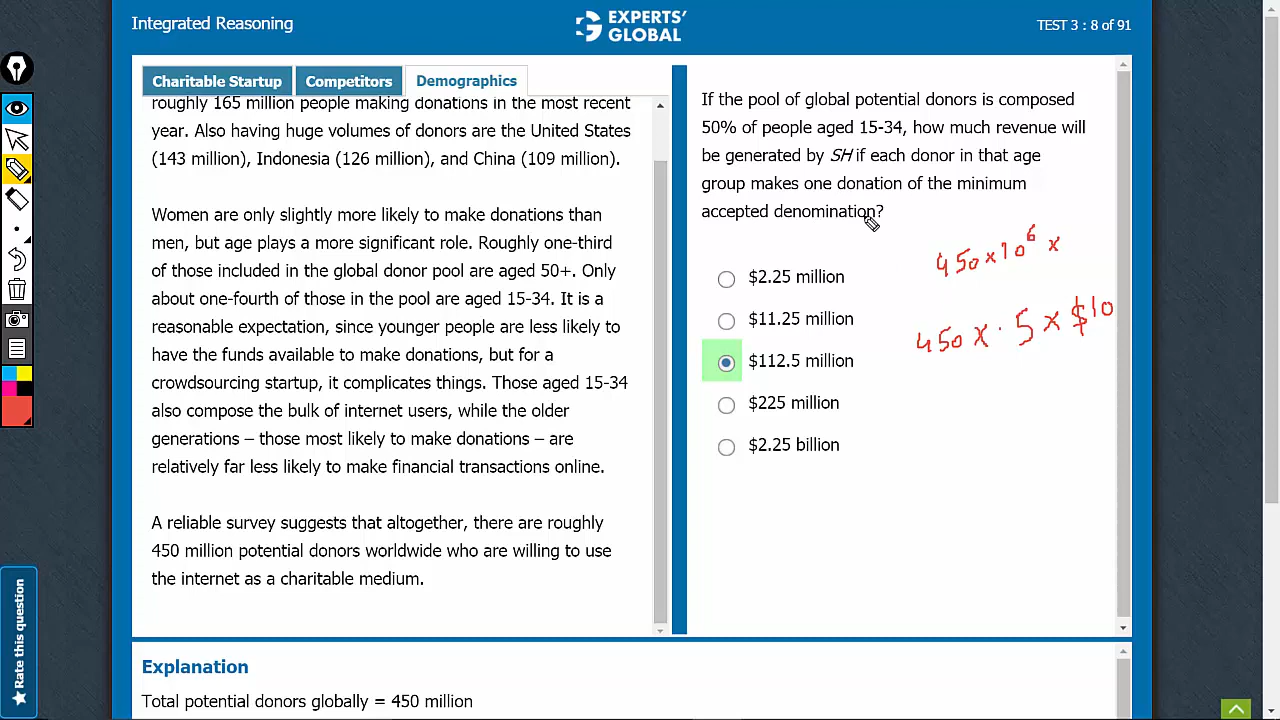 Integrated Reasoning
EXPERTS'
GLOBAL
TEST 3 : 8 of 91
Charitable Startup
Competitors
Demographics
roughly 165 million people making donations in the most recent
year. Also having huge volumes of donors are the United States
(143 million), Indonesia (126 million), and China (109 million).
Women are only slightly more likely to make donations than
men, but age plays a more significant role. Roughly one-third
of those included in the global donor pool are aged 50+. Only
about one-fourth of those in the pool are aged 15-34. It is a
reasonable expectation, since younger people are less likely to
have the funds available to make donations, but for a
crowdsourcing startup, it complicates things. Those aged 15-34
also compose the bulk of internet users, while the older
generations – those most likely to make donations – are
relatively far less likely to make financial transactions online.
A reliable survey suggests that altogether, there are roughly
450 million potential donors worldwide who are willing to use
the internet as a charitable medium.
If the pool of global potential donors is composed
50% of people aged 15-34, how much revenue will
be generated by SH if each donor in that age
group makes one donation of the minimum
accepted denomination?
450 x 10^6 x
450 x .5 x $10
$2.25 million
$11.25 million
$112.5 million
$225 million
$2.25 billion
Rate this question
Explanation
Total potential donors globally = 450 million